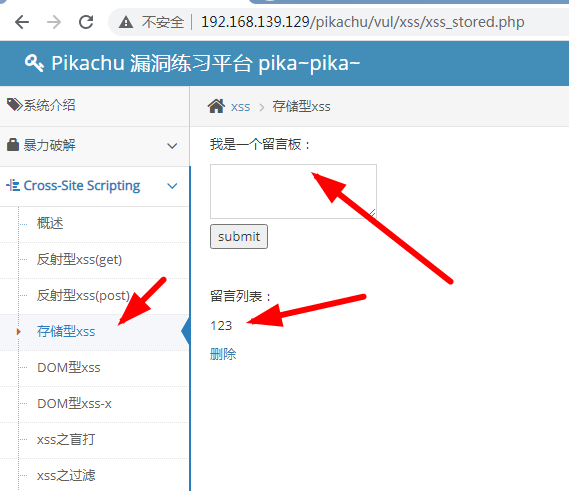 不安全 | 192.168.139.129/pikachu/vul/xss/xss_stored.php
Pikachu 漏洞练习平台 pika~pika~
系统介绍
暴力破解
Cross-Site Scripting
概述
反射型xss(get)
反射型xss(post)
存储型xss
DOM型xss
DOM型xss-x
xss之盲打
xss之过滤
xss > 存储型xss
我是一个留言板：
submit
留言列表：
123
删除